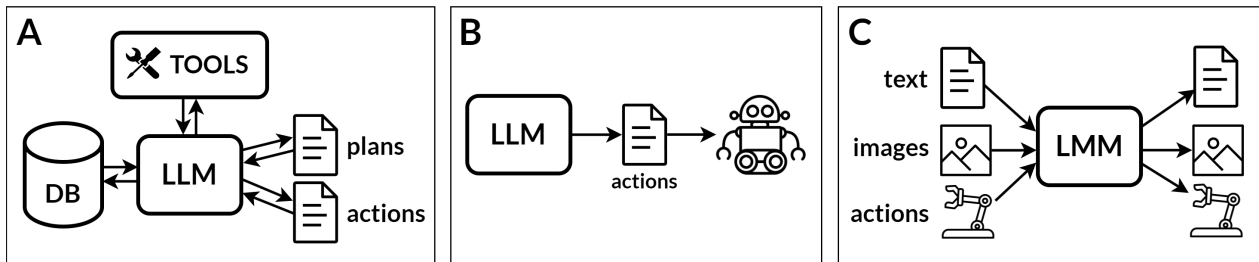 A
TOOLS
DB
LLM
plans
actions
B
LLM
actions
C
text
images
actions
LMM